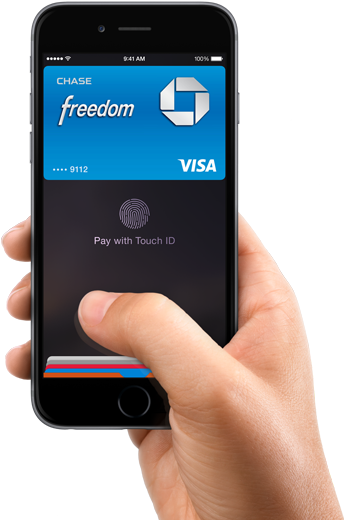 9:41 AM 100%
CHASE
freedom
•••• 9112 VISA
Pay with Touch ID